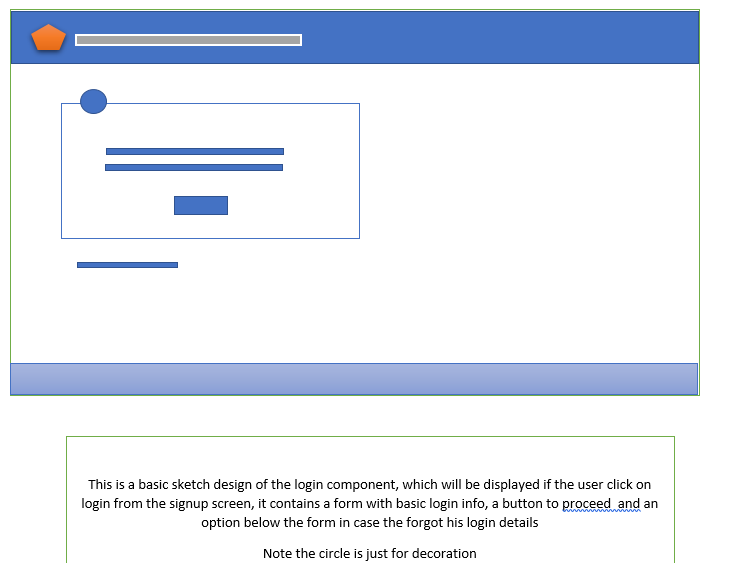 This is a basic sketch design of the login component, which will be displayed if the user click on
login from the signup screen, it contains a form with basic login info, a button to proceed  and an
option below the form in case the forgot his login details
Note the circle is just for decoration